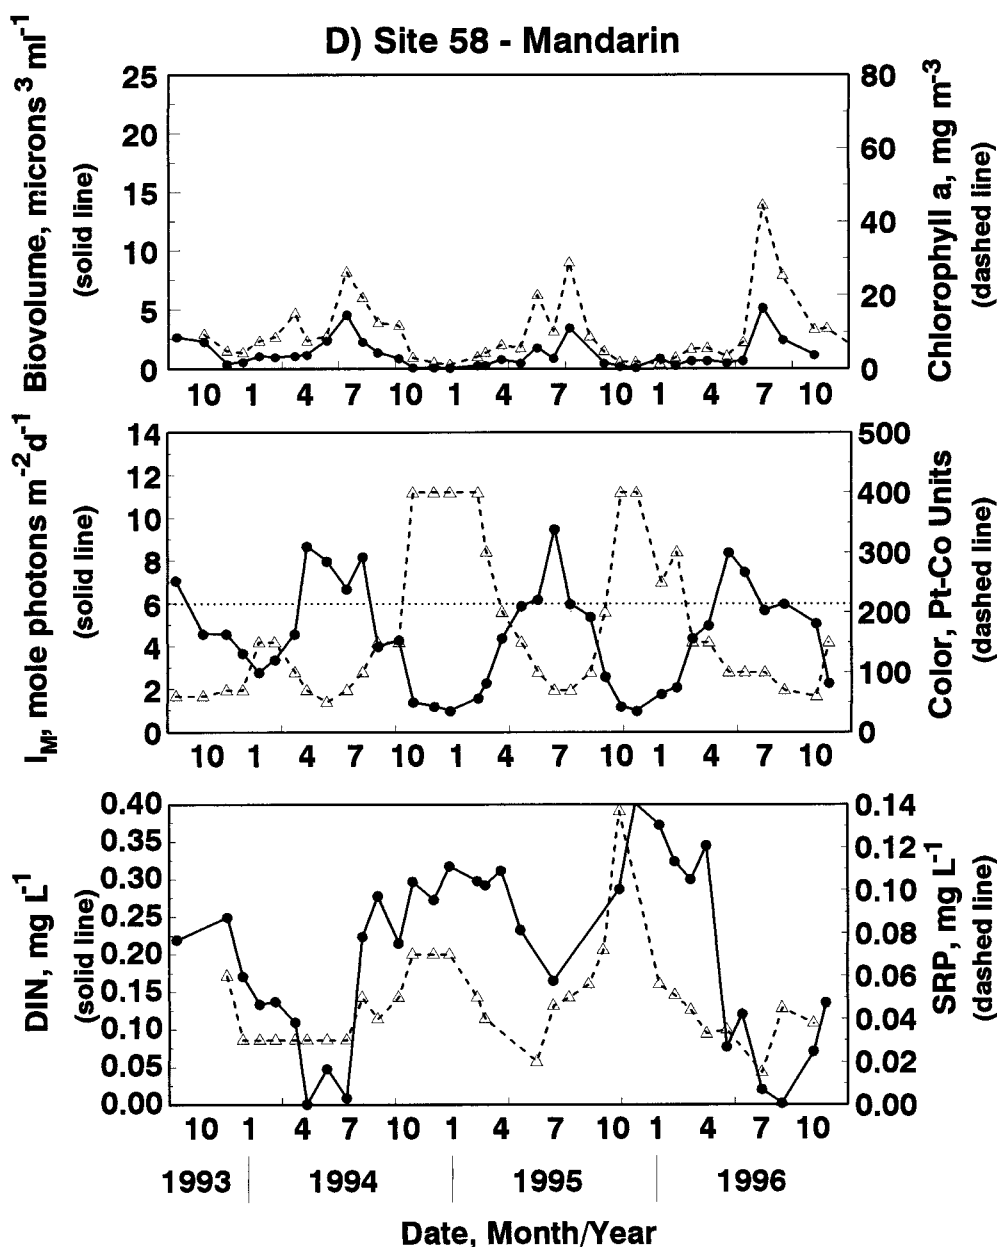 D) Site 58 - Mandarin
Biovolume, microns³ ml⁻¹
(solid line)
25
20
15
10
5
0
80
60
40
20
0
Chlorophyll a, mg m⁻³
(dashed line)
10 1 4 7 10 1 4 7 10 1 4 7 10
I_M, mole photons m⁻²d⁻¹
(solid line)
14
12
10
8
6
4
2
0
500
400
300
200
100
0
Color, Pt-Co Units
(dashed line)
10 1 4 7 10 1 4 7 10 1 4 7 10
DIN, mg L⁻¹
(solid line)
0.40
0.35
0.30
0.25
0.20
0.15
0.10
0.05
0.00
0.14
0.12
0.10
0.08
0.06
0.04
0.02
0.00
SRP, mg L⁻¹
(dashed line)
10 1 4 7 10 1 4 7 10 1 4 7 10
1993 1994 1995 1996
Date, Month/Year